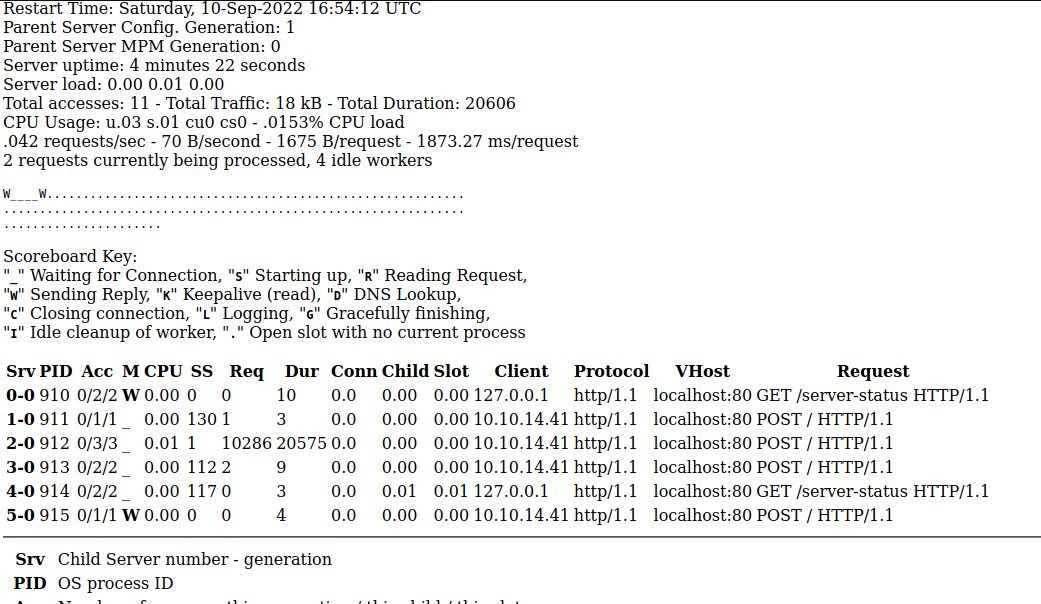 Restart Time: Saturday, 10-Sep-2022 16:54:12 UTC
Parent Server Config. Generation: 1
Parent Server MPM Generation: 0
Server uptime: 4 minutes 22 seconds
Server load: 0.00 0.01 0.00
Total accesses: 11 - Total Traffic: 18 kB - Total Duration: 20606
CPU Usage: u.03 s.01 cu0 cs0 - .0153% CPU load
.042 requests/sec - 70 B/second - 1675 B/request - 1873.27 ms/request
2 requests currently being processed, 4 idle workers
W____W..........................................................
................................................................
......................
Scoreboard Key:
"_" Waiting for Connection, "S" Starting up, "R" Reading Request,
"W" Sending Reply, "K" Keepalive (read), "D" DNS Lookup,
"C" Closing connection, "L" Logging, "G" Gracefully finishing,
"I" Idle cleanup of worker, "." Open slot with no current process
Srv PID Acc M CPU SS Req Dur Conn Child Slot Client Protocol VHost Request
0-0 910 0/2/2 W 0.00 0 0 10 0.0 0.00 0.00 127.0.0.1 http/1.1 localhost:80 GET /server-status HTTP/1.1
1-0 911 0/1/1 _ 0.00 130 1 3 0.0 0.00 0.00 10.10.14.41 http/1.1 localhost:80 POST / HTTP/1.1
2-0 912 0/3/3 _ 0.01 1 10286 20575 0.0 0.00 0.00 10.10.14.41 http/1.1 localhost:80 POST / HTTP/1.1
3-0 913 0/2/2 _ 0.00 112 2 9 0.0 0.00 0.00 10.10.14.41 http/1.1 localhost:80 POST / HTTP/1.1
4-0 914 0/2/2 _ 0.00 117 0 3 0.0 0.01 0.01 127.0.0.1 http/1.1 localhost:80 GET /server-status HTTP/1.1
5-0 915 0/1/1 W 0.00 0 0 4 0.0 0.00 0.00 10.10.14.41 http/1.1 localhost:80 POST / HTTP/1.1
Srv Child Server number - generation
PID OS process ID